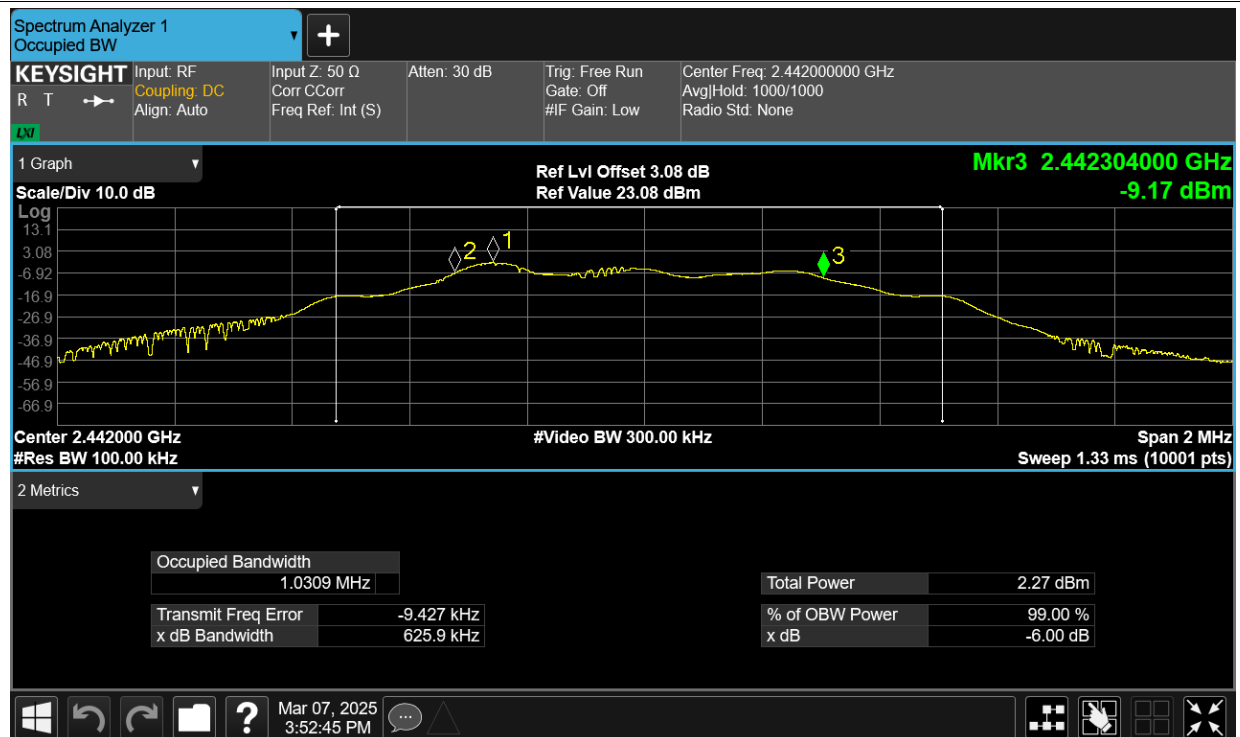 Spectrum Analyzer 1
Occupied BW
▼
+
KEYSIGHT
R T
LXI
Input: RF
Coupling: DC
Align: Auto
Input Z: 50 Ω
Corr CCorr
Freq Ref: Int (S)
Atten: 30 dB
Trig: Free Run
Gate: Off
#IF Gain: Low
Center Freq: 2.442000000 GHz
Avg|Hold: 1000/1000
Radio Std: None
1 Graph ▼
Scale/Div 10.0 dB
Ref Lvl Offset 3.08 dB
Ref Value 23.08 dBm
Mkr3 2.442304000 GHz
-9.17 dBm
Log
13.1
3.08
-6.92
-16.9
-26.9
-36.9
-46.9
-56.9
-66.9
2 1
3
Center 2.442000 GHz
#Res BW 100.00 kHz
#Video BW 300.00 kHz
Span 2 MHz
Sweep 1.33 ms (10001 pts)
2 Metrics ▼
Occupied Bandwidth
1.0309 MHz
Transmit Freq Error -9.427 kHz
x dB Bandwidth 625.9 kHz
Total Power 2.27 dBm
% of OBW Power 99.00 %
x dB -6.00 dB
?
Mar 07, 2025
3:52:45 PM